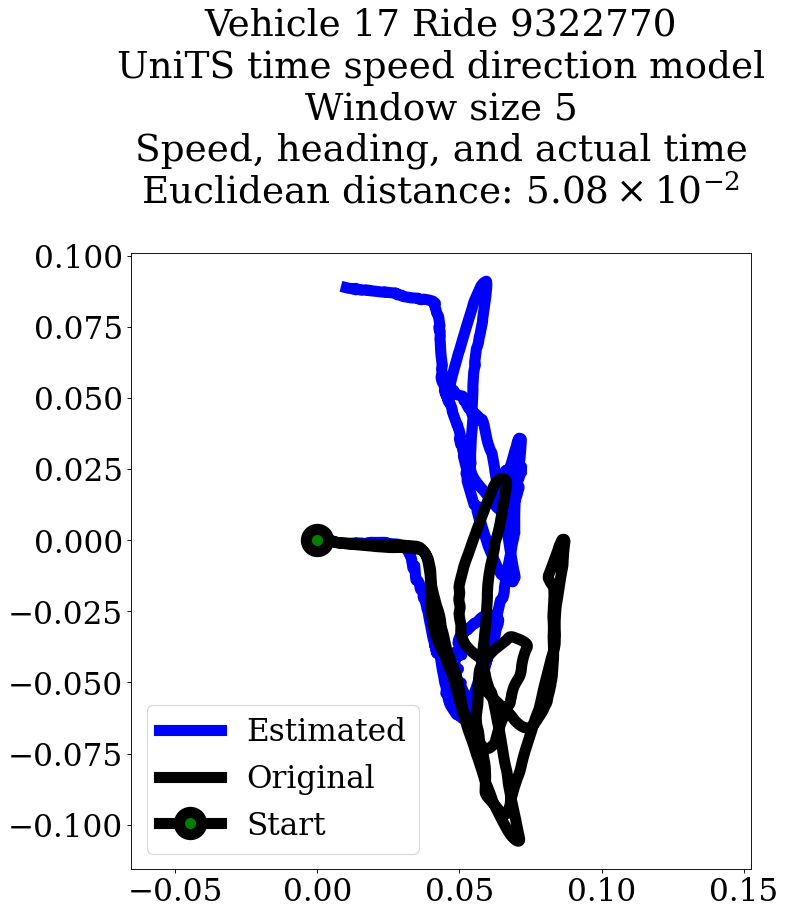 Vehicle 17 Ride 9322770
UniTS time speed direction model
Window size 5
Speed, heading, and actual time
Euclidean distance: 5.08 × 10⁻²
0.100
0.075
0.050
0.025
0.000
−0.025
−0.050
−0.075
−0.100
Estimated
Original
Start
−0.05
0.00
0.05
0.10
0.15